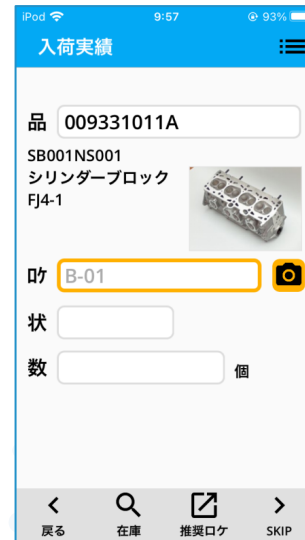 iPod 9:57 93%
入荷実績
品 009331011A
SB001NS001
シリンダーブロック
FJ4-1
ﾛｹ B-01
状
数 個
戻る 在庫 推奨ロケ SKIP